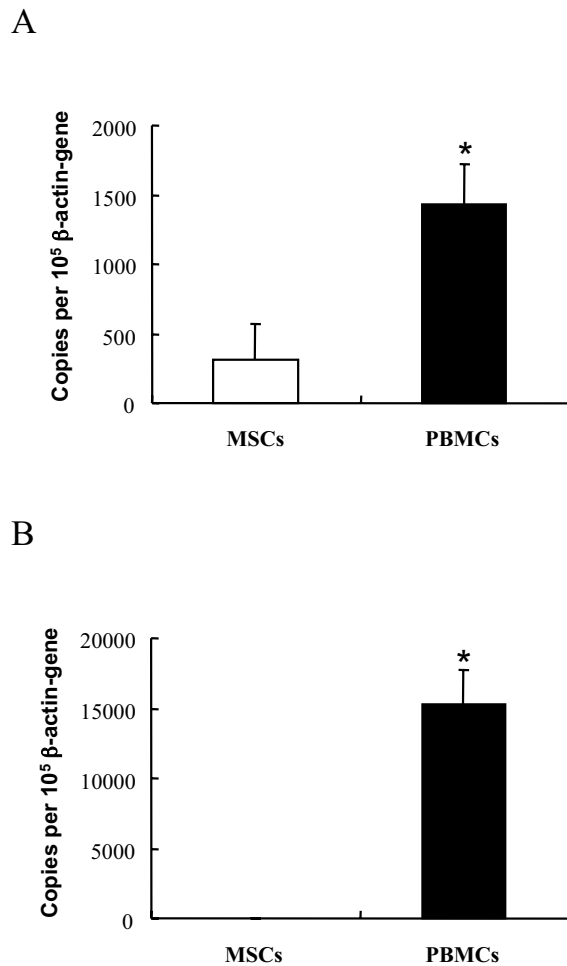 A
Copies per 10⁵ β-actin-gene
2000
1500
1000
500
0
*
MSCs PBMCs
B
Copies per 10⁵ β-actin-gene
20000
15000
10000
5000
0
*
MSCs PBMCs